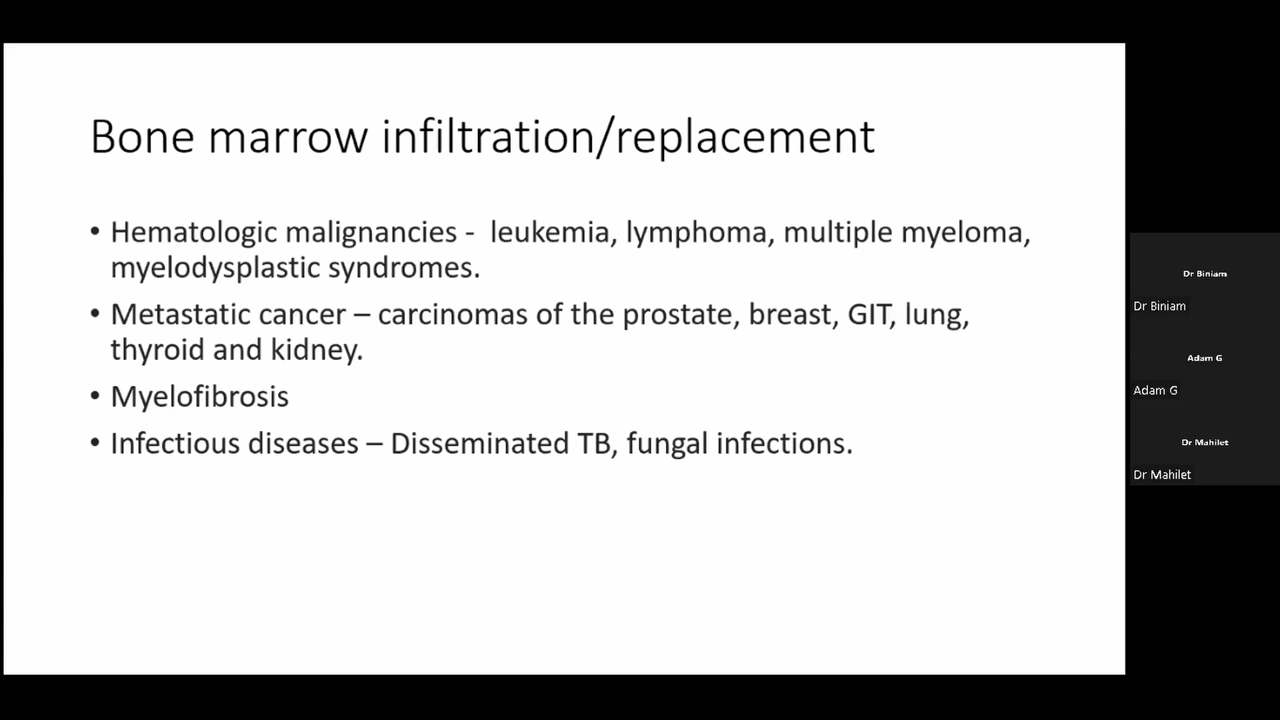 Bone marrow infiltration/replacement
• Hematologic malignancies -  leukemia, lymphoma, multiple myeloma,
myelodysplastic syndromes.
• Metastatic cancer – carcinomas of the prostate, breast, GIT, lung,
thyroid and kidney.
• Myelofibrosis
• Infectious diseases – Disseminated TB, fungal infections.
Dr Biniam
Dr Biniam
Adam G
Adam G
Dr Mahilet
Dr Mahilet